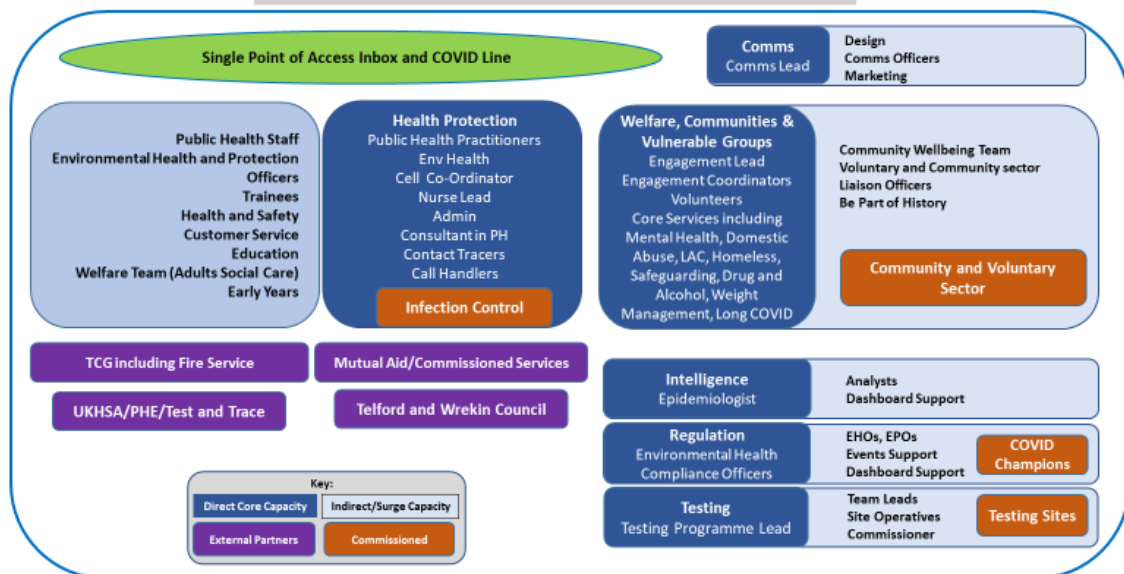 Single Point of Access Inbox and COVID Line
Comms
Comms Lead
Design
Comms Officers
Marketing
Public Health Staff
Environmental Health and Protection
Officers
Trainees
Health and Safety
Customer Service
Education
Welfare Team (Adults Social Care)
Early Years
Health Protection
Public Health Practitioners
Env Health
Cell Co-Ordinator
Nurse Lead
Admin
Consultant in PH
Contact Tracers
Call Handlers
Infection Control
Welfare, Communities &
Vulnerable Groups
Engagement Lead
Engagement Coordinators
Volunteers
Core Services including
Mental Health, Domestic
Abuse, LAC, Homeless,
Safeguarding, Drug and
Alcohol, Weight
Management, Long COVID
Community Wellbeing Team
Voluntary and Community sector
Liaison Officers
Be Part of History
Community and Voluntary
Sector
TCG including Fire Service
Mutual Aid/Commissioned Services
UKHSA/PHE/Test and Trace
Telford and Wrekin Council
Intelligence
Epidemiologist
Analysts
Dashboard Support
Regulation
Environmental Health
Compliance Officers
EHOs, EPOs
Events Support
Dashboard Support
COVID
Champions
Testing
Testing Programme Lead
Team Leads
Site Operatives
Commissioner
Testing Sites
Key:
Direct Core Capacity
Indirect/Surge Capacity
External Partners
Commissioned